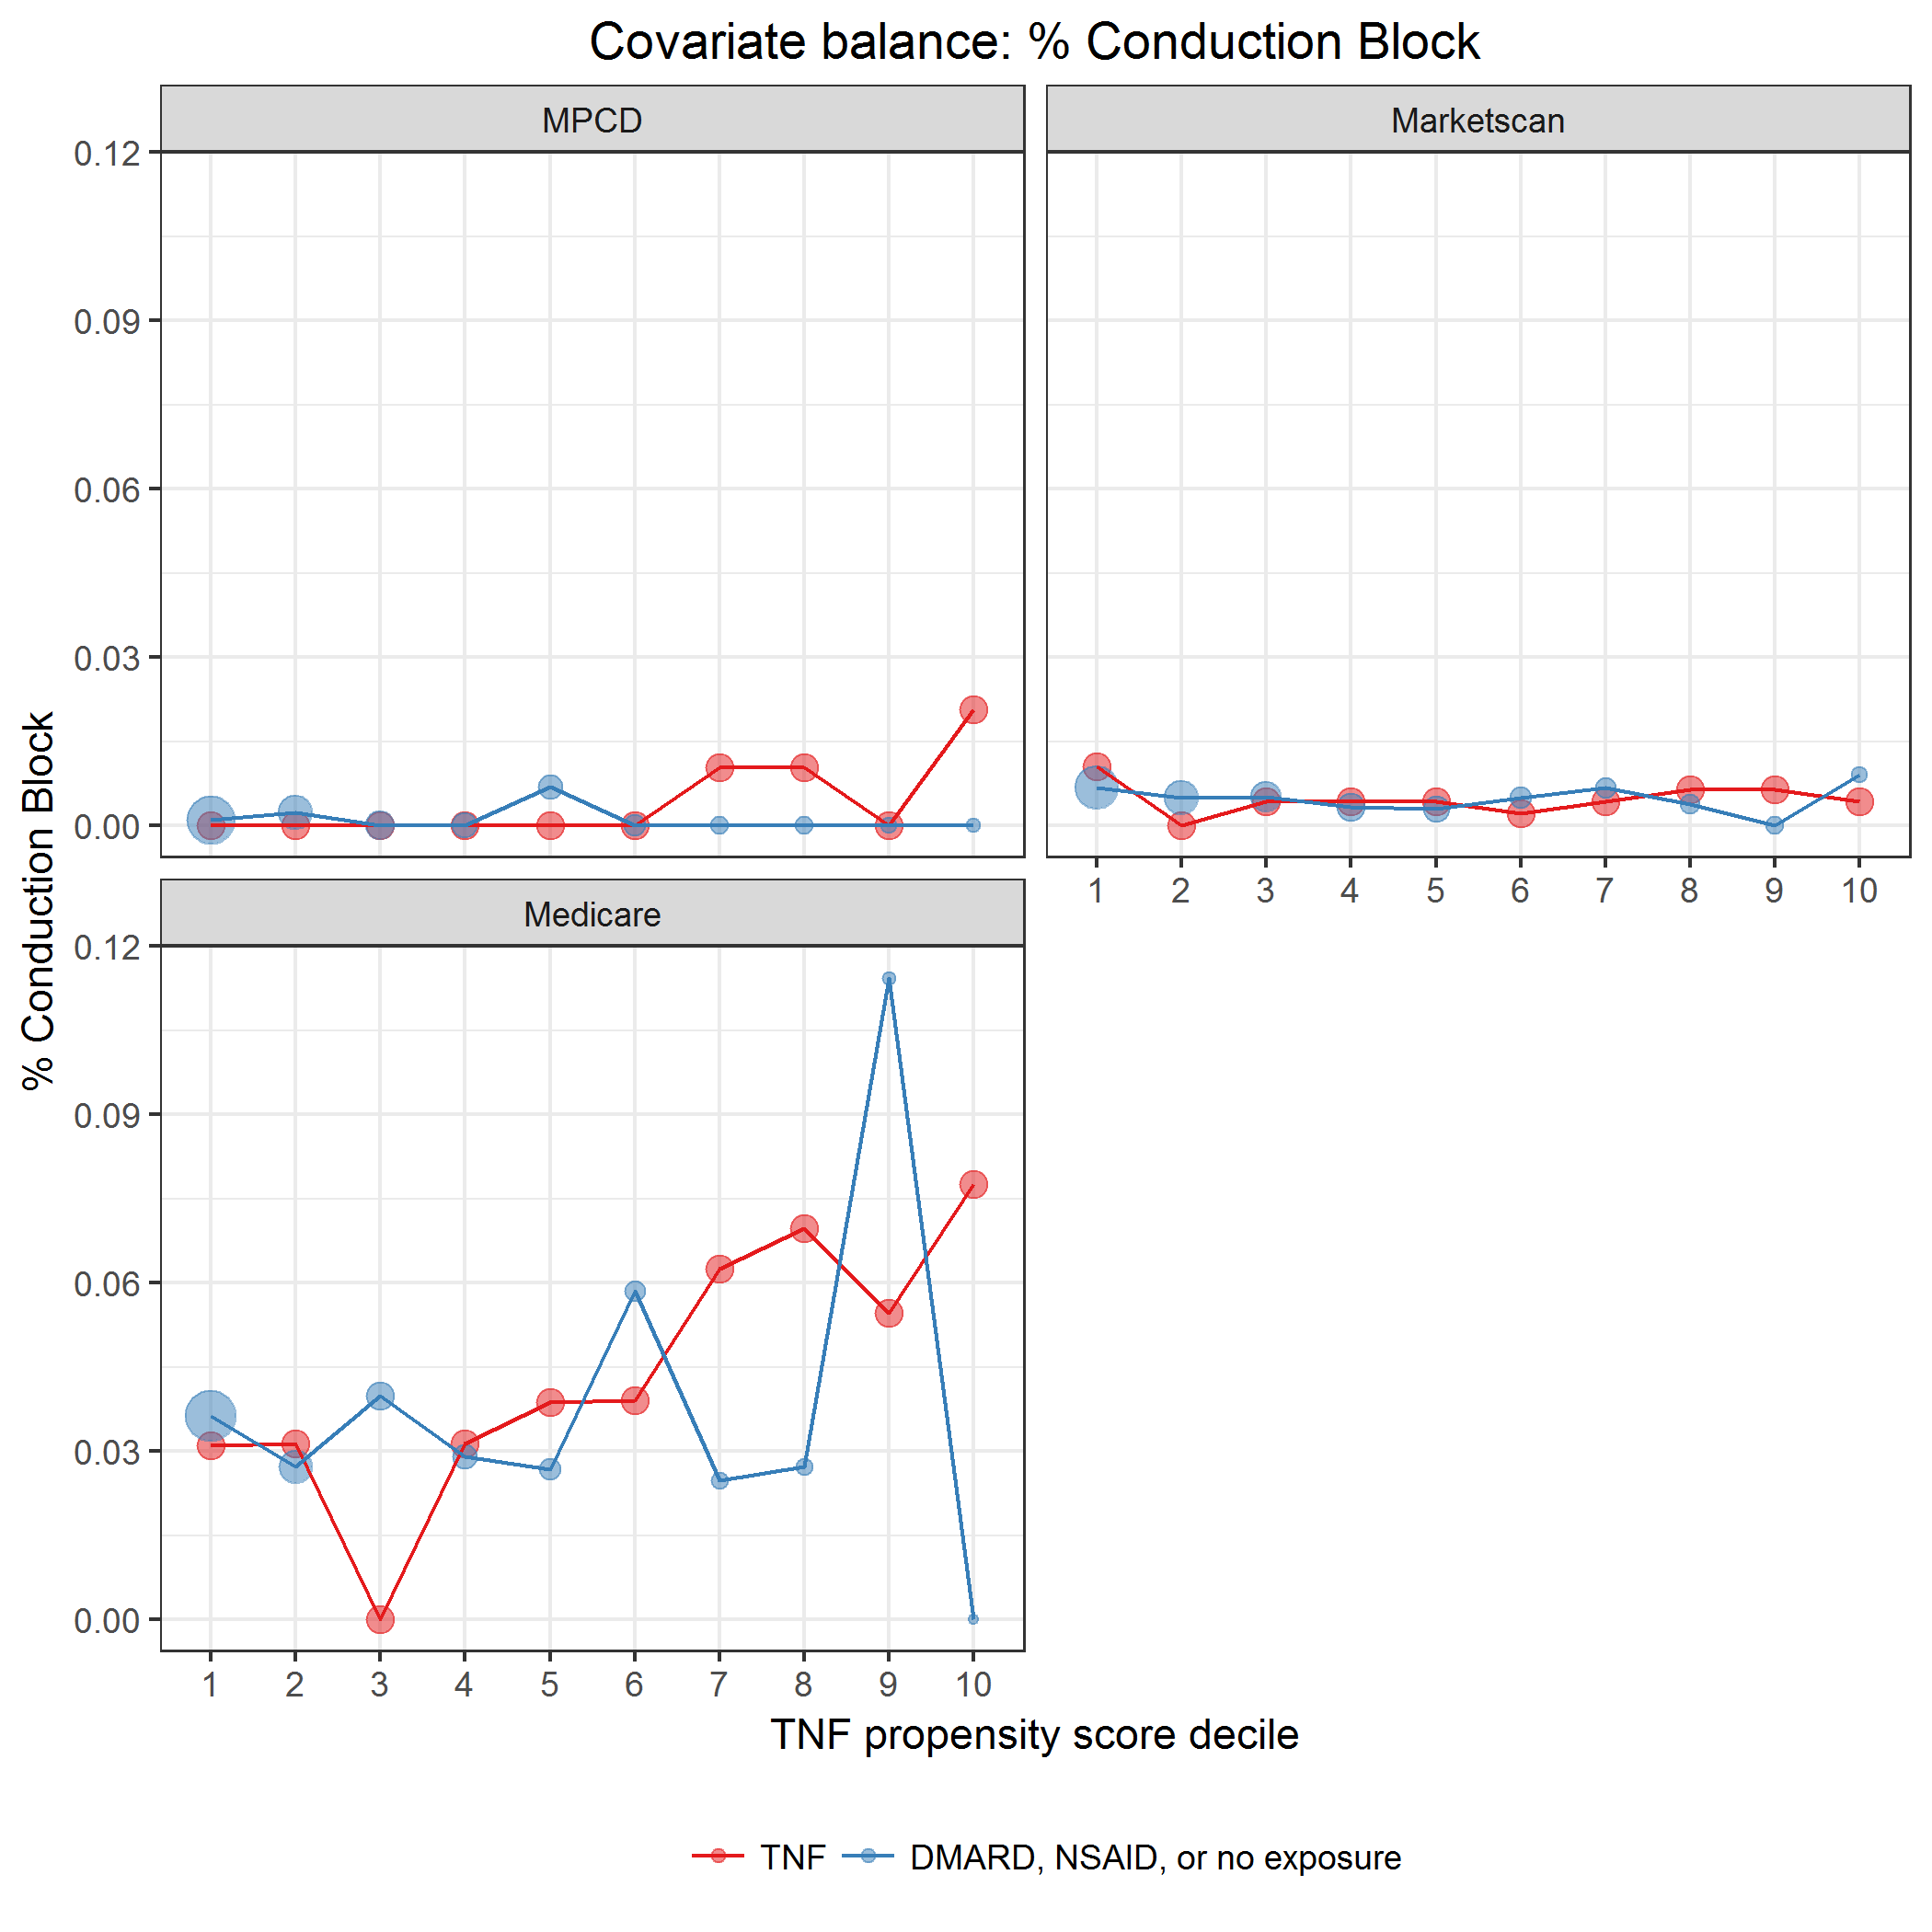 Covariate balance: % Conduction Block
MPCD
Marketscan
0.12
0.09
0.06
0.03
0.00
1 2 3 4 5 6 7 8 9 10
% Conduction Block
Medicare
0.12
0.09
0.06
0.03
0.00
1 2 3 4 5 6 7 8 9 10
TNF propensity score decile
TNF DMARD, NSAID, or no exposure